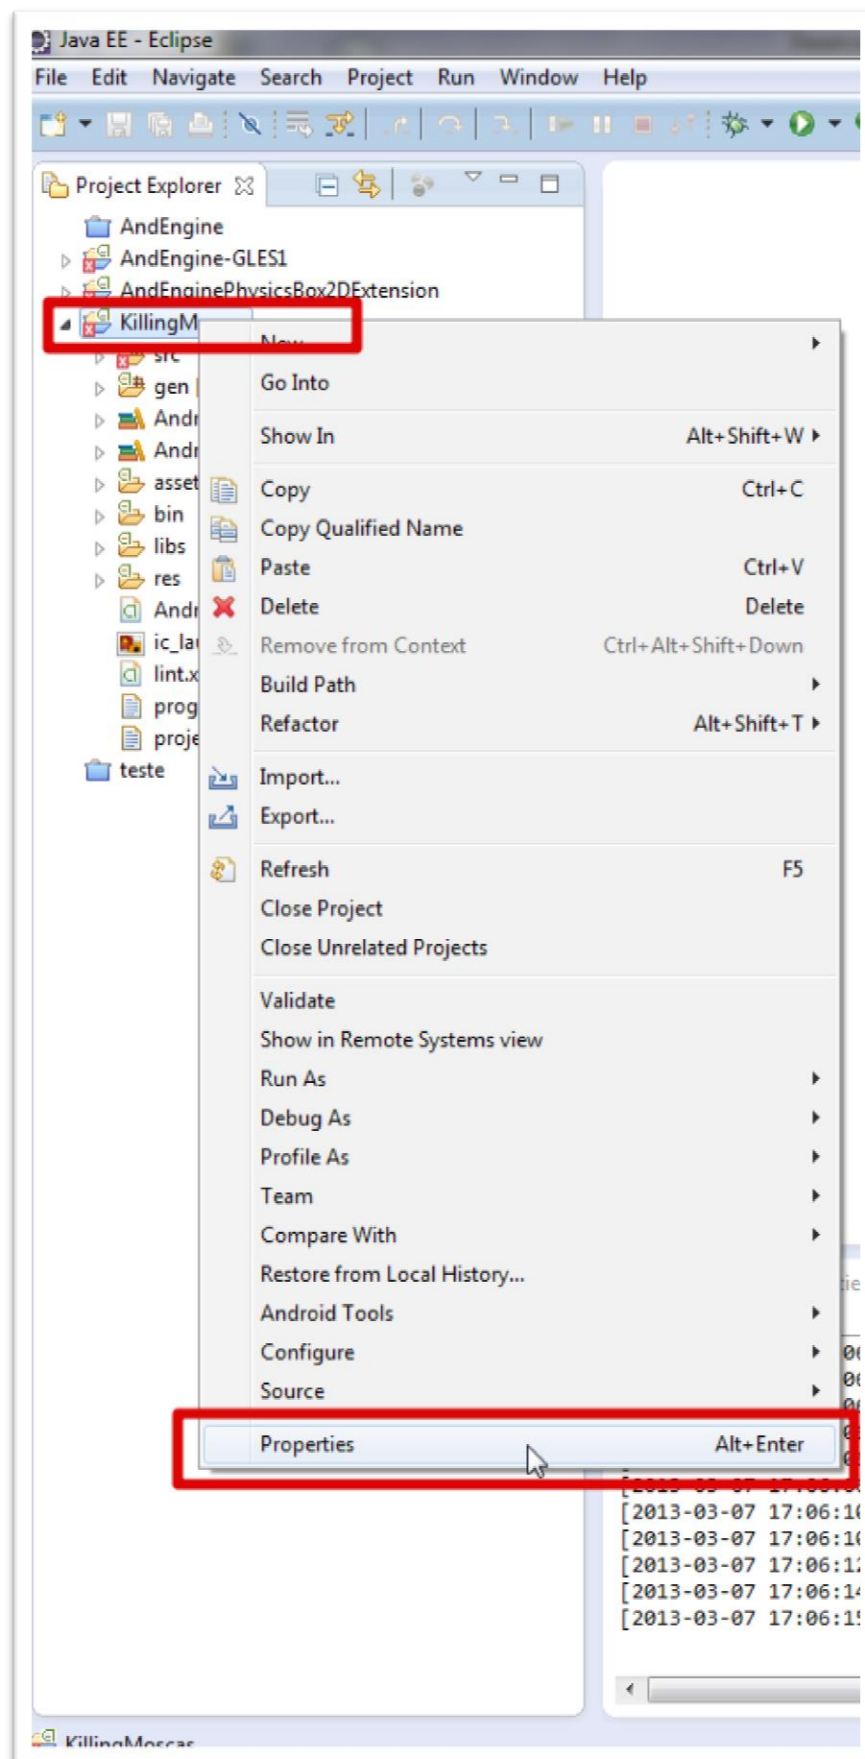 Java EE - Eclipse
File Edit Navigate Search Project Run Window Help
Project Explorer
AndEngine
AndEngine-GLES1
AndEnginePhysicsBox2DExtension
KillingM
src
gen
Andr
Andr
asset
bin
libs
res
Andr
ic_lau
lint.x
prog
proje
teste
New
Go Into
Show In Alt+Shift+W
Copy Ctrl+C
Copy Qualified Name
Paste Ctrl+V
Delete Delete
Remove from Context Ctrl+Alt+Shift+Down
Build Path
Refactor Alt+Shift+T
Import...
Export...
Refresh F5
Close Project
Close Unrelated Projects
Validate
Show in Remote Systems view
Run As
Debug As
Profile As
Team
Compare With
Restore from Local History...
Android Tools
Configure
Source
Properties Alt+Enter
[2013-03-07 17:06:10
[2013-03-07 17:06:10
[2013-03-07 17:06:12
[2013-03-07 17:06:14
[2013-03-07 17:06:15
KillingMoscas